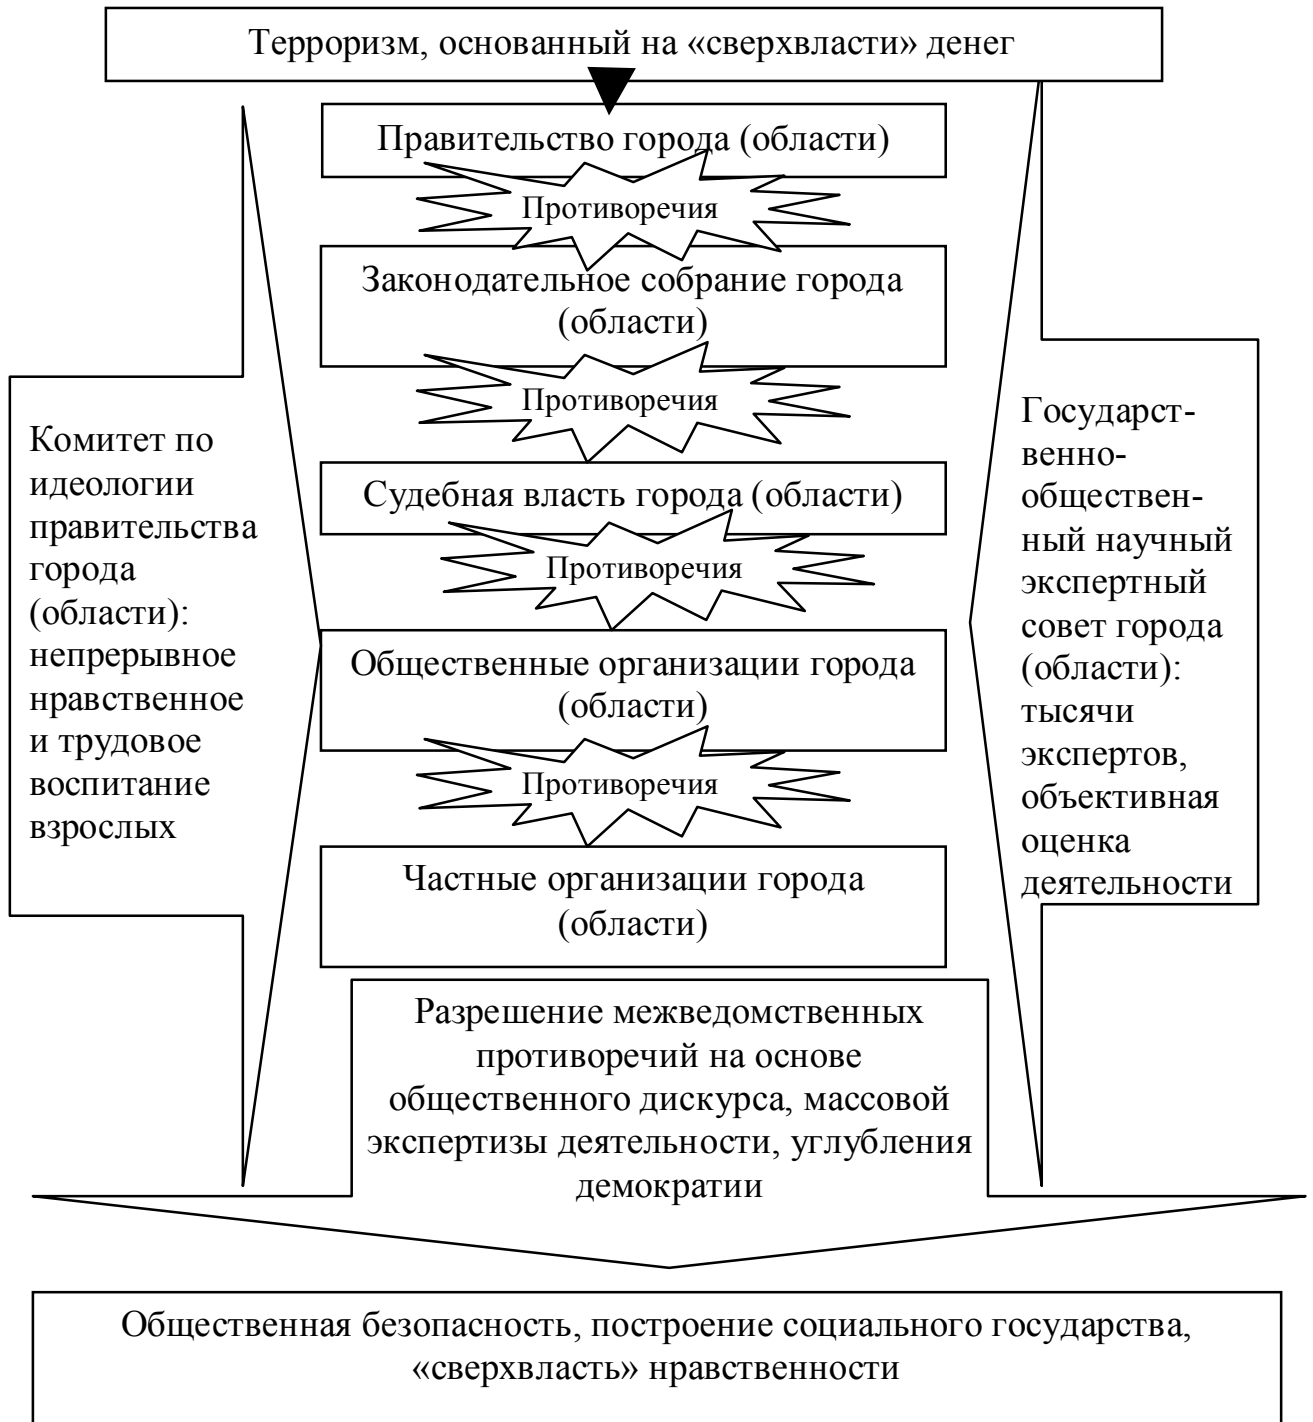 Терроризм, основанный на «сверхвласти» денег
Правительство города (области)
Противоречия
Законодательное собрание города
(области)
Противоречия
Судебная власть города (области)
Противоречия
Общественные организации города
(области)
Противоречия
Частные организации города
(области)
Комитет по
идеологии
правительства
города
(области):
непрерывное
нравственное
и трудовое
воспитание
взрослых
Государст-
венно-
обществен-
ный научный
экспертный
совет города
(области):
тысячи
экспертов,
объективная
оценка
деятельности
Разрешение межведомственных
противоречий на основе
общественного дискурса, массовой
экспертизы деятельности, углубления
демократии
Общественная безопасность, построение социального государства,
«сверхвласть» нравственности